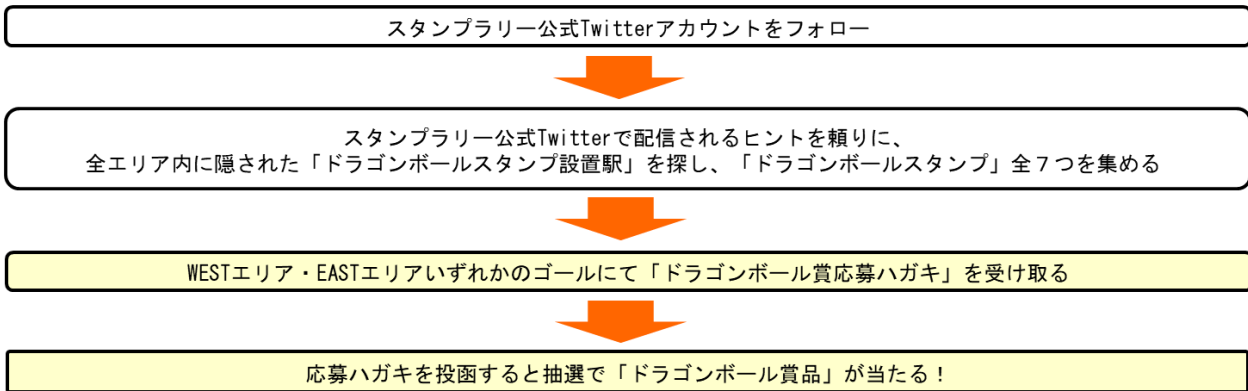 スタンプラリー公式Twitterアカウントをフォロー
スタンプラリー公式Twitterで配信されるヒントを頼りに、
全エリア内に隠された「ドラゴンボールスタンプ設置駅」を探し、「ドラゴンボールスタンプ」全７つを集める
WESTエリア・EASTエリアいずれかのゴールにて「ドラゴンボール賞応募ハガキ」を受け取る
応募ハガキを投函すると抽選で「ドラゴンボール賞品」が当たる！